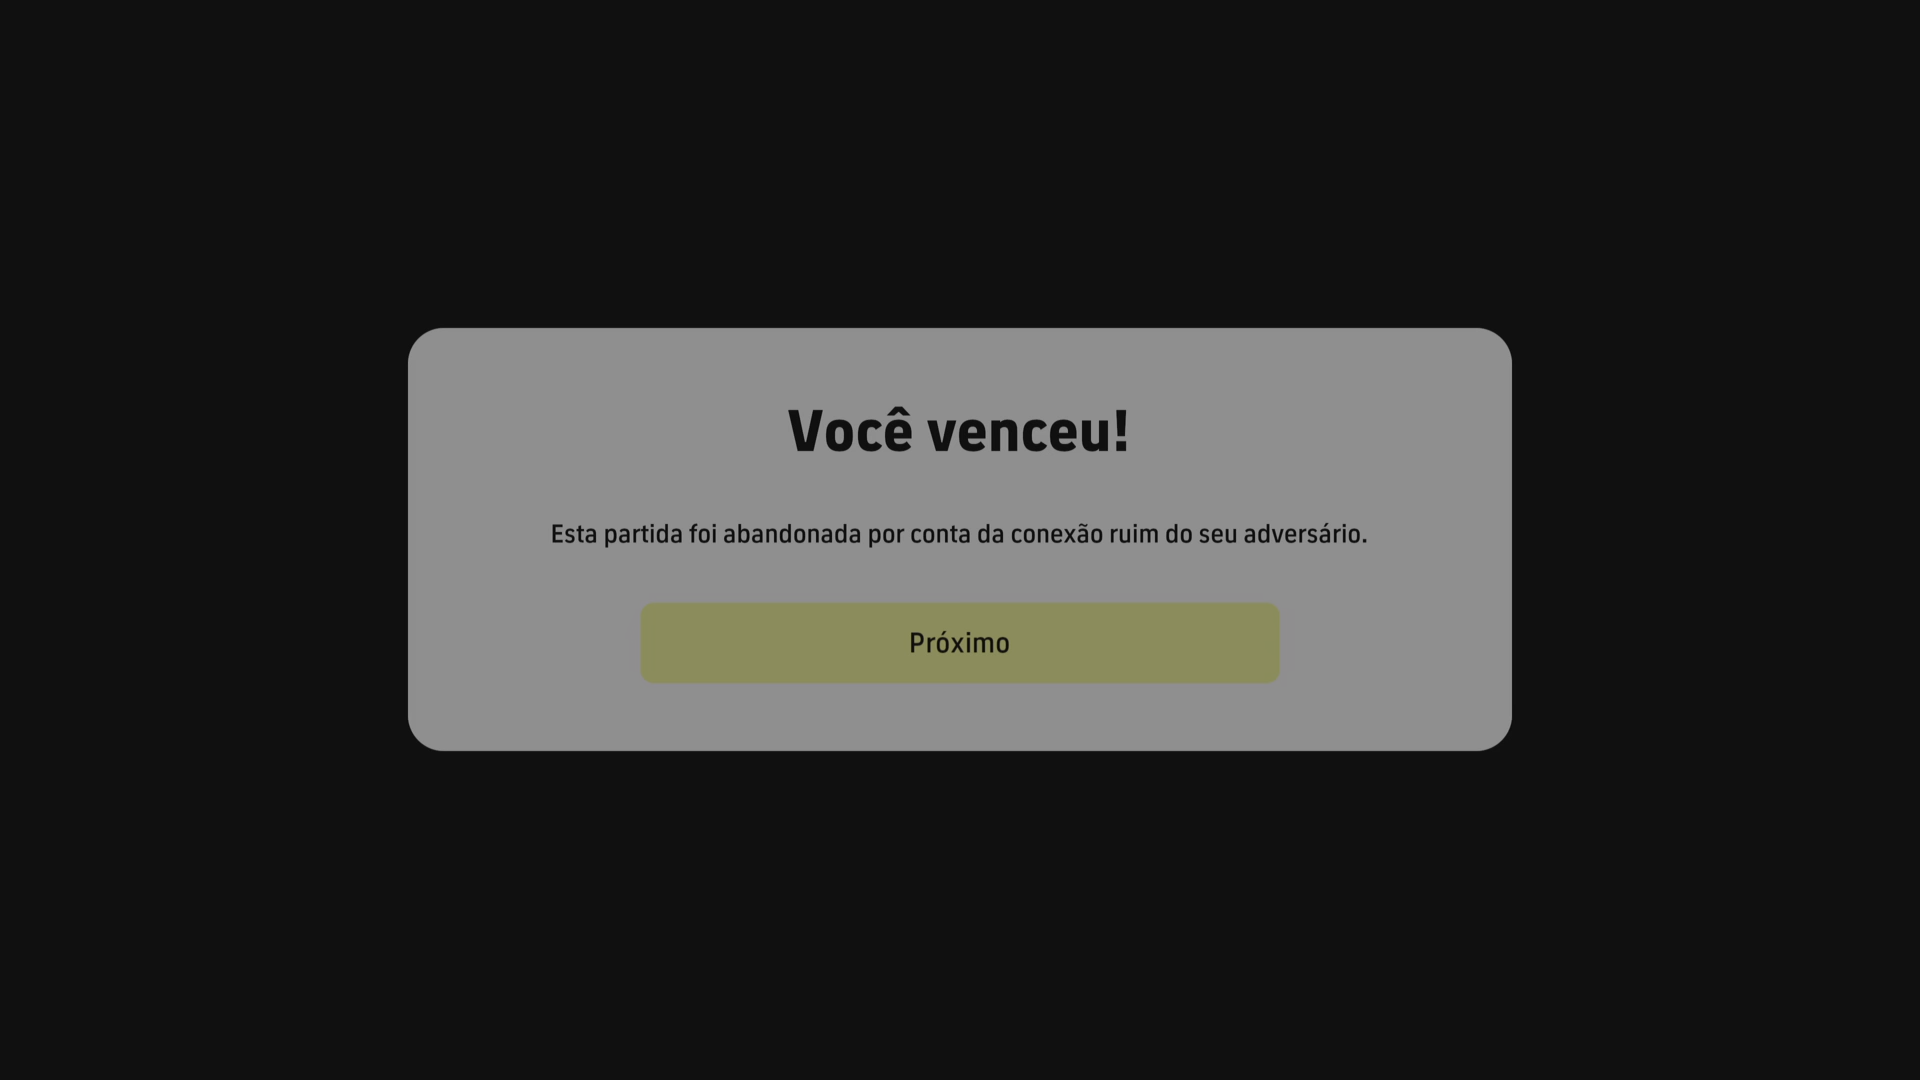 Você venceu!
Esta partida foi abandonada por conta da conexão ruim do seu adversário.
Próximo